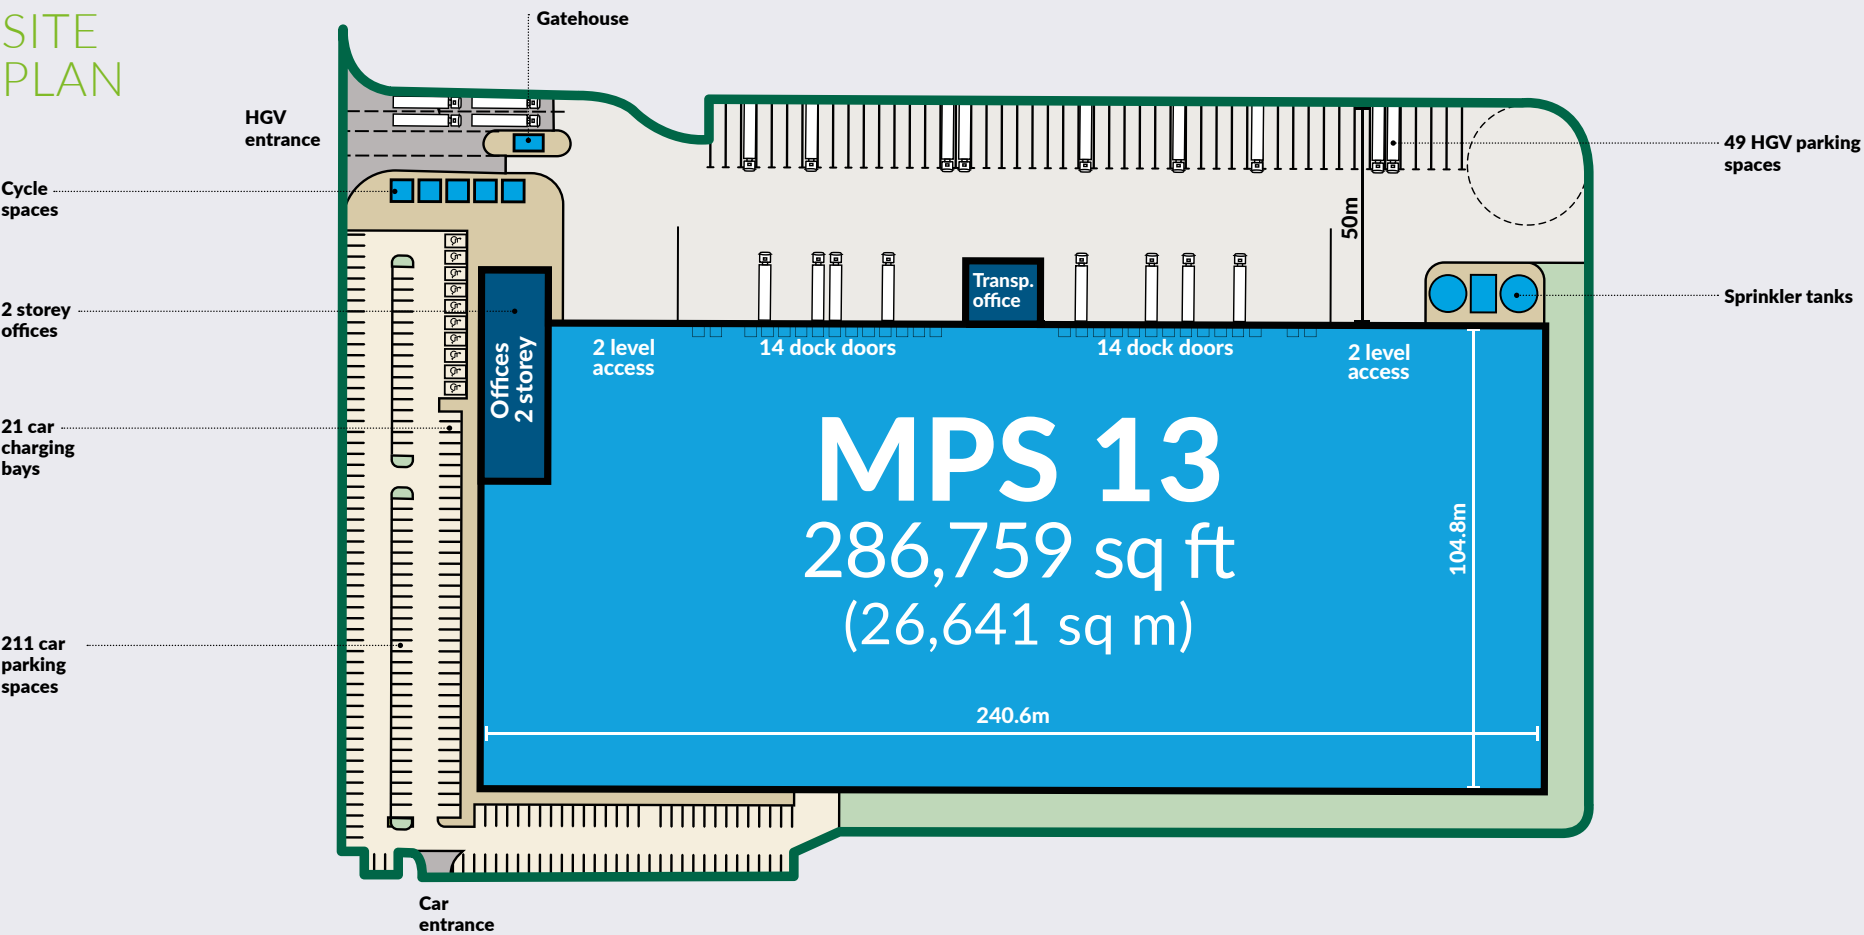 SITE
PLAN
Gatehouse
HGV
entrance
49 HGV parking
spaces
Cycle
spaces
50m
Transp.
office
Sprinkler tanks
2 storey
offices
Offices
2 storey
2 level
access
14 dock doors
14 dock doors
2 level
access
21 car
charging
bays
MPS 13
286,759 sq ft
(26,641 sq m)
104.8m
211 car
parking
spaces
240.6m
Car
entrance